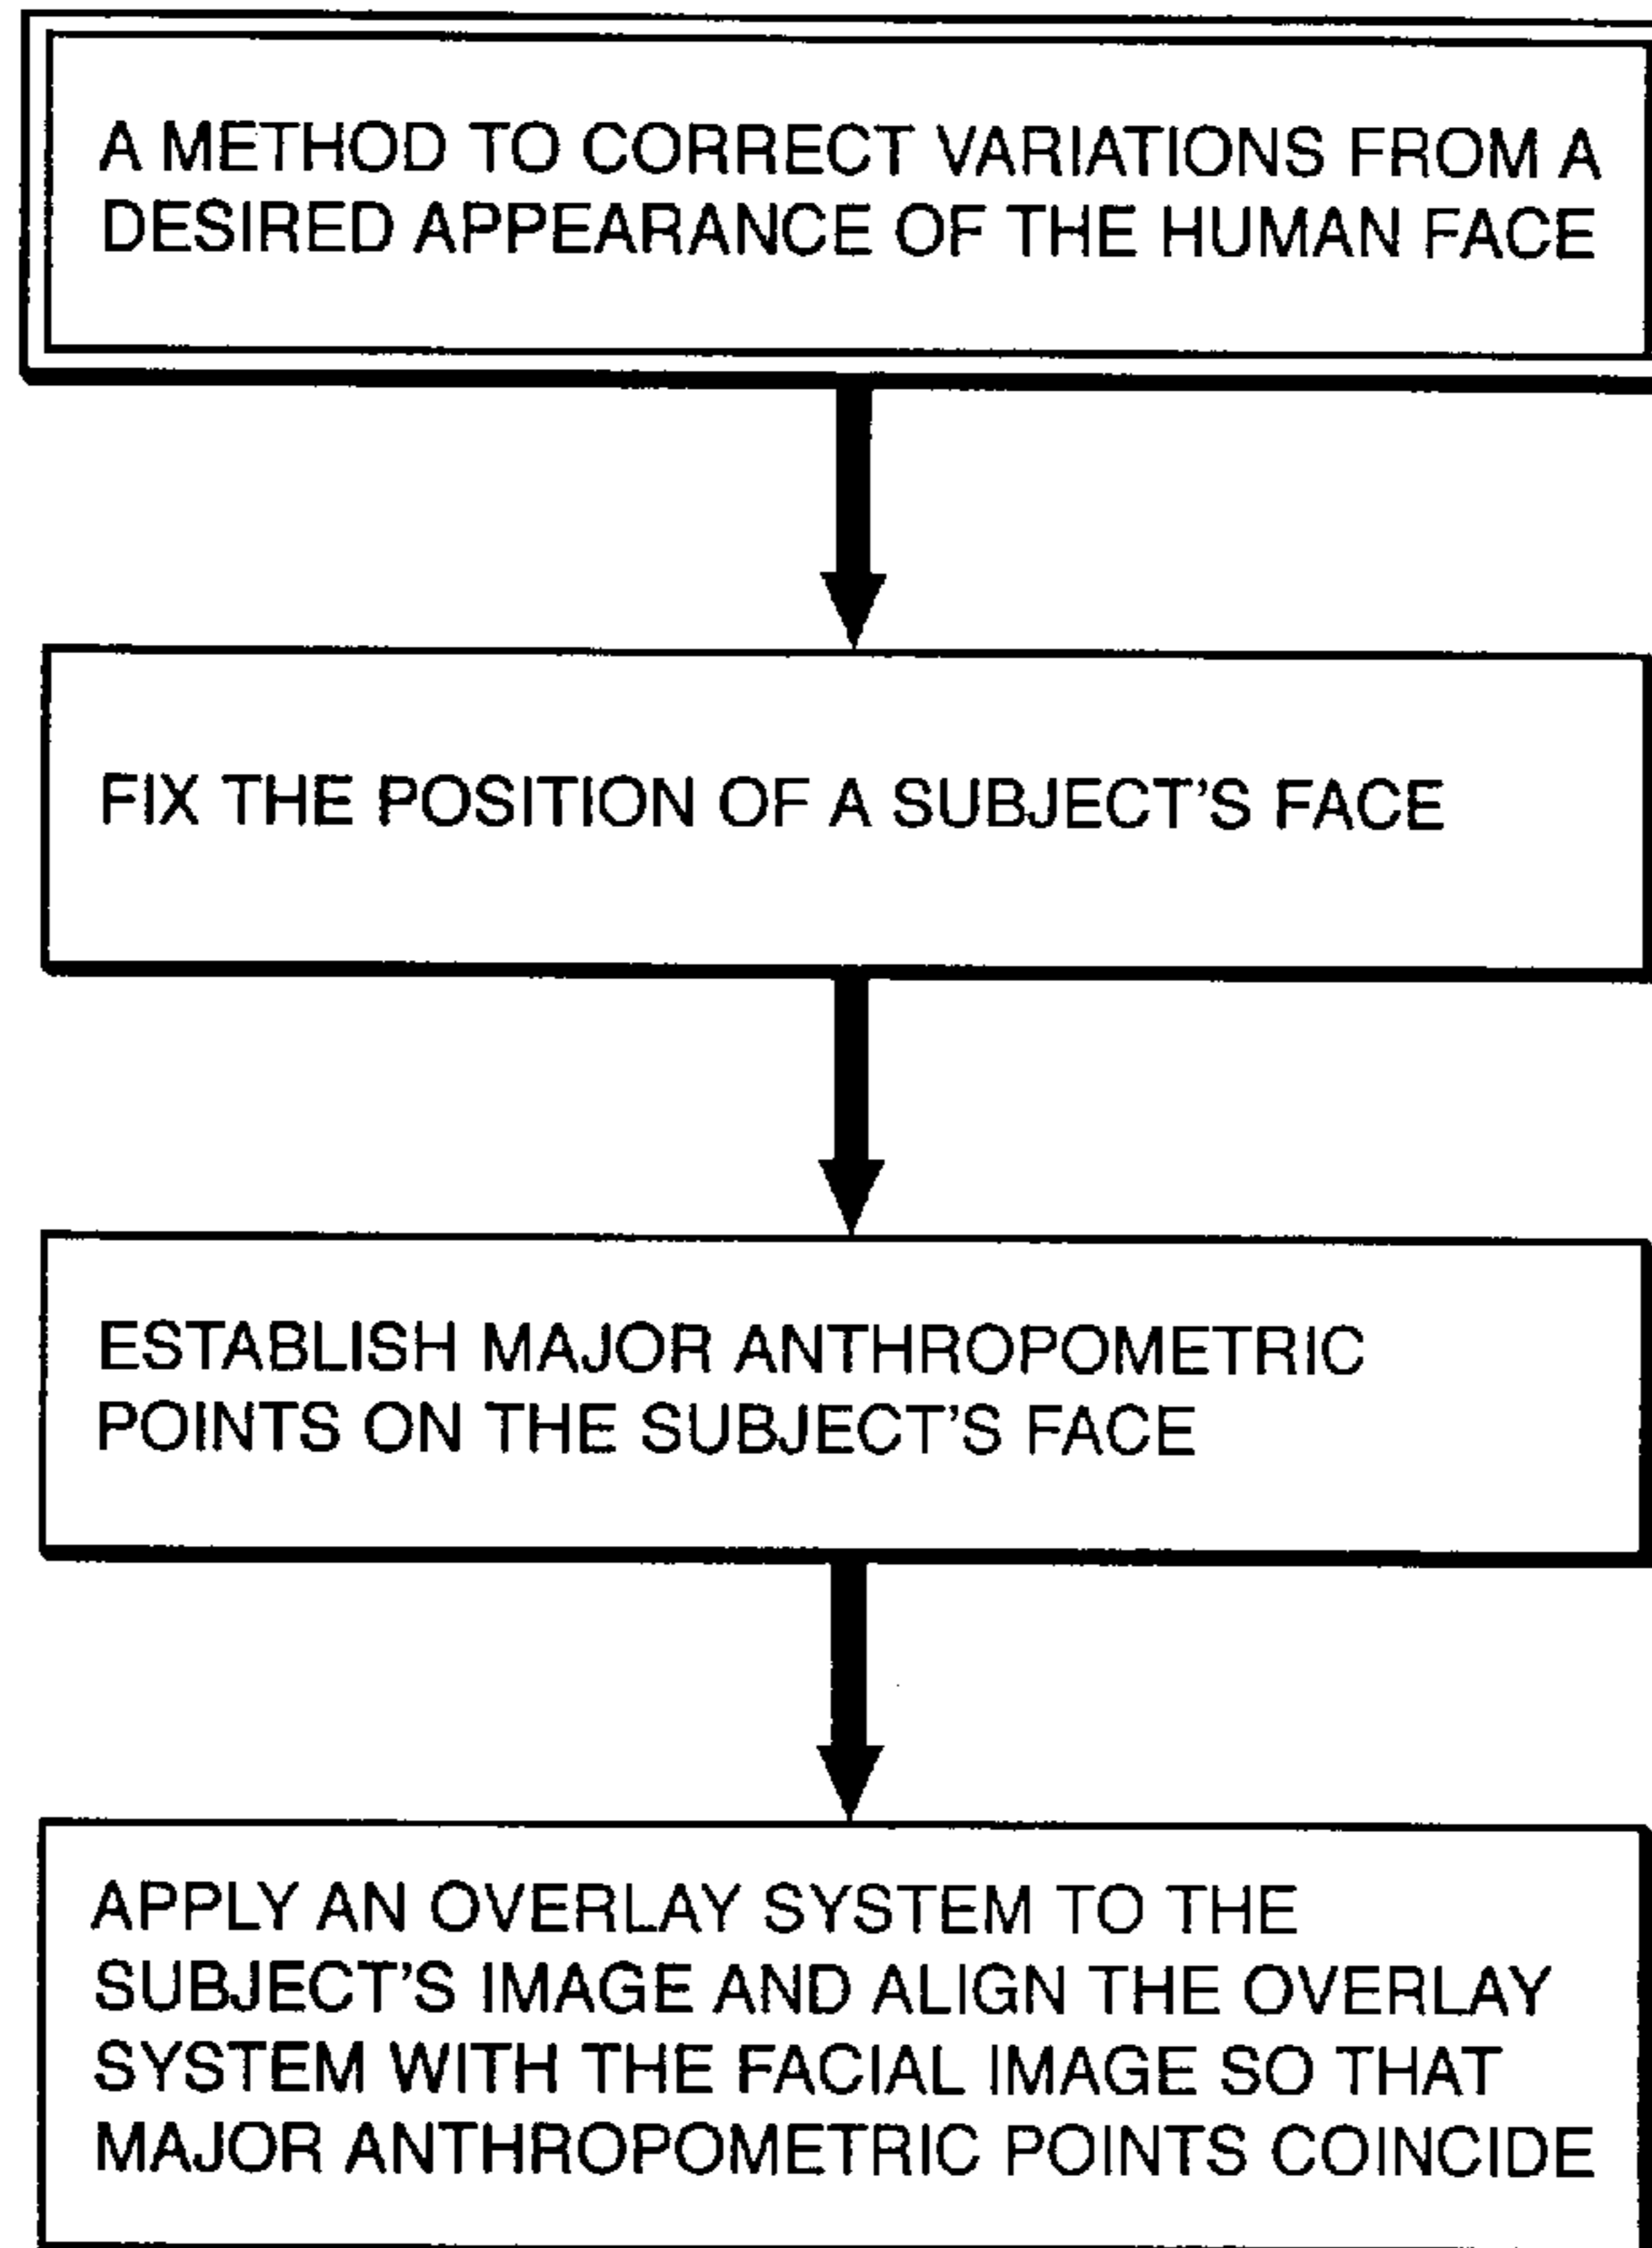 A METHOD TO CORRECT VARIATIONS FROM A
DESIRED APPEARANCE OF THE HUMAN FACE
FIX THE POSITION OF A SUBJECT'S FACE
ESTABLISH MAJOR ANTHROPOMETRIC
POINTS ON THE SUBJECT'S FACE
APPLY AN OVERLAY SYSTEM TO THE
SUBJECT'S IMAGE AND ALIGN THE OVERLAY
SYSTEM WITH THE FACIAL IMAGE SO THAT
MAJOR ANTHROPOMETRIC POINTS COINCIDE